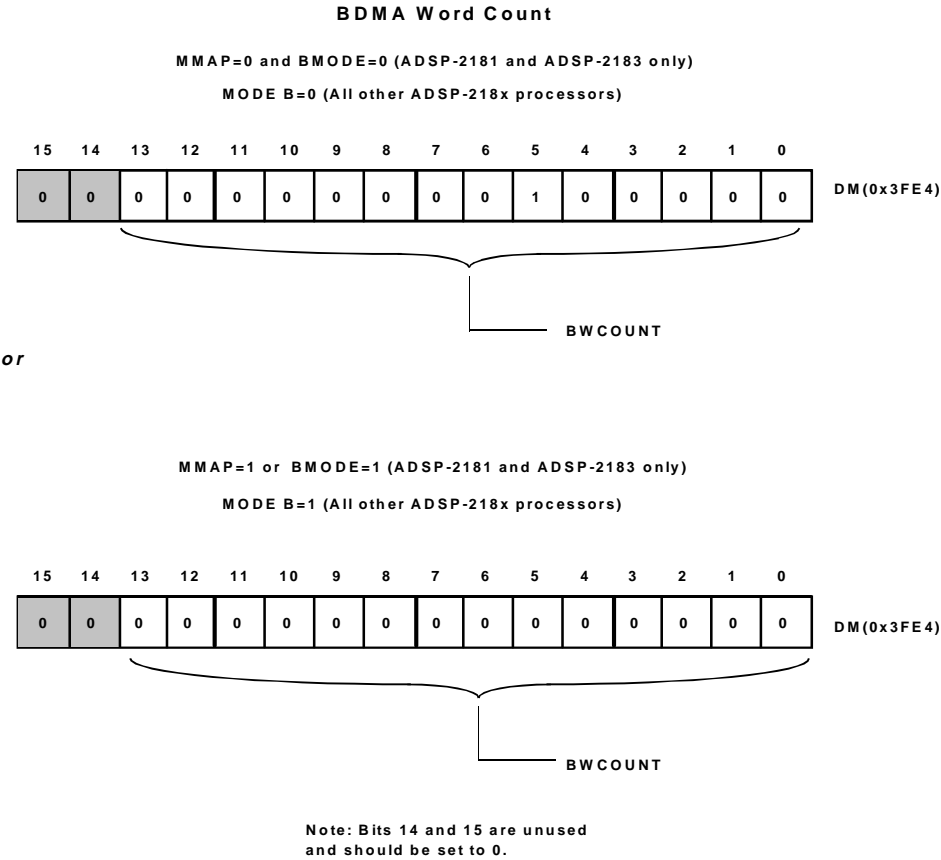 BDMA Word Count
MMAP=0 and BMODE=0 (ADSP-2181 and ADSP-2183 only)
MODE B=0 (All other ADSP-218x processors)
15 14 13 12 11 10 9 8 7 6 5 4 3 2 1 0
0 0 0 0 0 0 0 0 0 0 1 0 0 0 0 0 DM(0x3FE4)
BWCOUNT
or
MMAP=1 or BMODE=1 (ADSP-2181 and ADSP-2183 only)
MODE B=1 (All other ADSP-218x processors)
15 14 13 12 11 10 9 8 7 6 5 4 3 2 1 0
0 0 0 0 0 0 0 0 0 0 0 0 0 0 0 0 DM(0x3FE4)
BWCOUNT
Note: Bits 14 and 15 are unused
and should be set to 0.